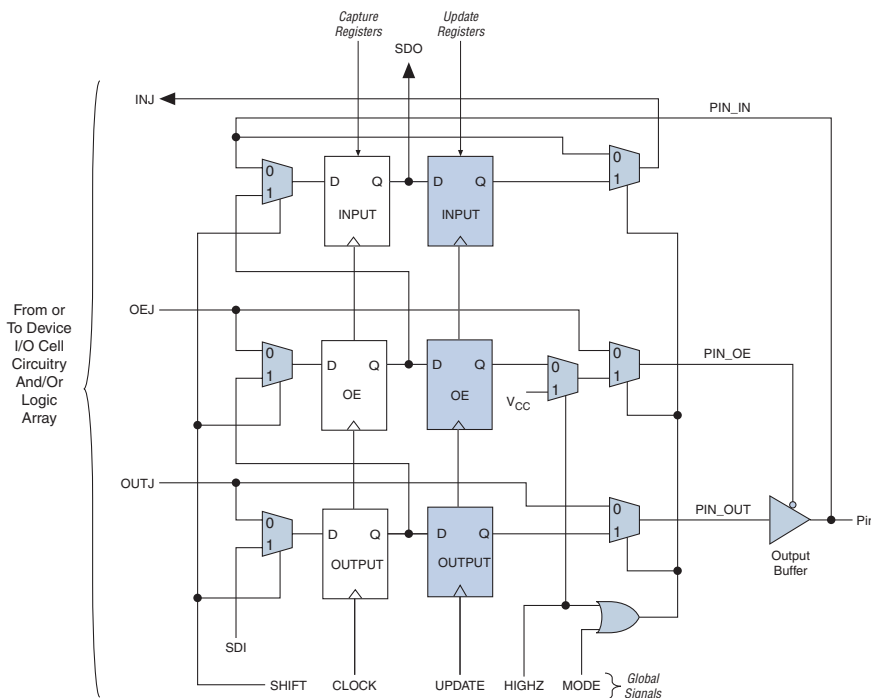 Capture
Registers
Update
Registers
SDO
INJ
PIN_IN
0
1
D Q
INPUT
D Q
INPUT
0
1
From or
To Device
I/O Cell
Circuitry
And/Or
Logic
Array
OEJ
0
1
D Q
OE
D Q
OE
0
1
VCC
0
1
PIN_OE
OUTJ
0
1
D Q
OUTPUT
D Q
OUTPUT
0
1
PIN_OUT
Pin
Output
Buffer
SDI
SHIFT
CLOCK
UPDATE
HIGHZ
MODE
Global
Signals